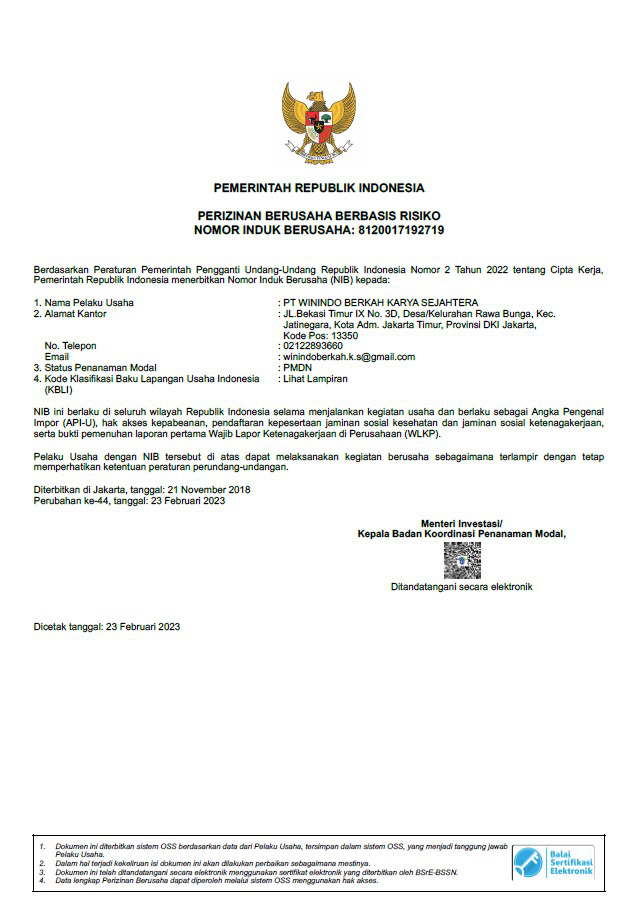 PEMERINTAH REPUBLIK INDONESIA
PERIZINAN BERUSAHA BERBASIS RISIKO
NOMOR INDUK BERUSAHA: 8120017192719
Berdasarkan Peraturan Pemerintah Pengganti Undang-Undang Republik Indonesia Nomor 2 Tahun 2022 tentang Cipta Kerja,
Pemerintah Republik Indonesia menerbitkan Nomor Induk Berusaha (NIB) kepada:
1. Nama Pelaku Usaha : PT WININDO BERKAH KARYA SEJAHTERA
2. Alamat Kantor : JL.Bekasi Timur IX No. 3D, Desa/Kelurahan Rawa Bunga, Kec.
Jatinegara, Kota Adm. Jakarta Timur, Provinsi DKI Jakarta,
Kode Pos: 13350
No. Telepon : 02122893660
Email : winindoberkah.k.s@gmail.com
3. Status Penanaman Modal : PMDN
4. Kode Klasifikasi Baku Lapangan Usaha Indonesia : Lihat Lampiran
(KBLI)
NIB ini berlaku di seluruh wilayah Republik Indonesia selama menjalankan kegiatan usaha dan berlaku sebagai Angka Pengenal
Impor (API-U), hak akses kepabeanan, pendaftaran kepesertaan jaminan sosial kesehatan dan jaminan sosial ketenagakerjaan,
serta bukti pemenuhan laporan pertama Wajib Lapor Ketenagakerjaan di Perusahaan (WLKP).
Pelaku Usaha dengan NIB tersebut di atas dapat melaksanakan kegiatan berusaha sebagaimana terlampir dengan tetap
memperhatikan ketentuan peraturan perundang-undangan.
Diterbitkan di Jakarta, tanggal: 21 November 2018
Perubahan ke-44, tanggal: 23 Februari 2023
Menteri Investasi/
Kepala Badan Koordinasi Penanaman Modal,
Ditandatangani secara elektronik
Dicetak tanggal: 23 Februari 2023
1. Dokumen ini diterbitkan sistem OSS berdasarkan data dari Pelaku Usaha, tersimpan dalam sistem OSS, yang menjadi tanggung jawab
Pelaku Usaha.
2. Dalam hal terjadi kekeliruan isi dokumen ini akan dilakukan perbaikan sebagaimana mestinya.
3. Dokumen ini telah ditandatangani secara elektronik menggunakan sertifikat elektronik yang diterbitkan oleh BSrE-BSSN.
4. Data lengkap Perizinan Berusaha dapat diperoleh melalui sistem OSS menggunakan hak akses.
Balai
Sertifikasi
Elektronik